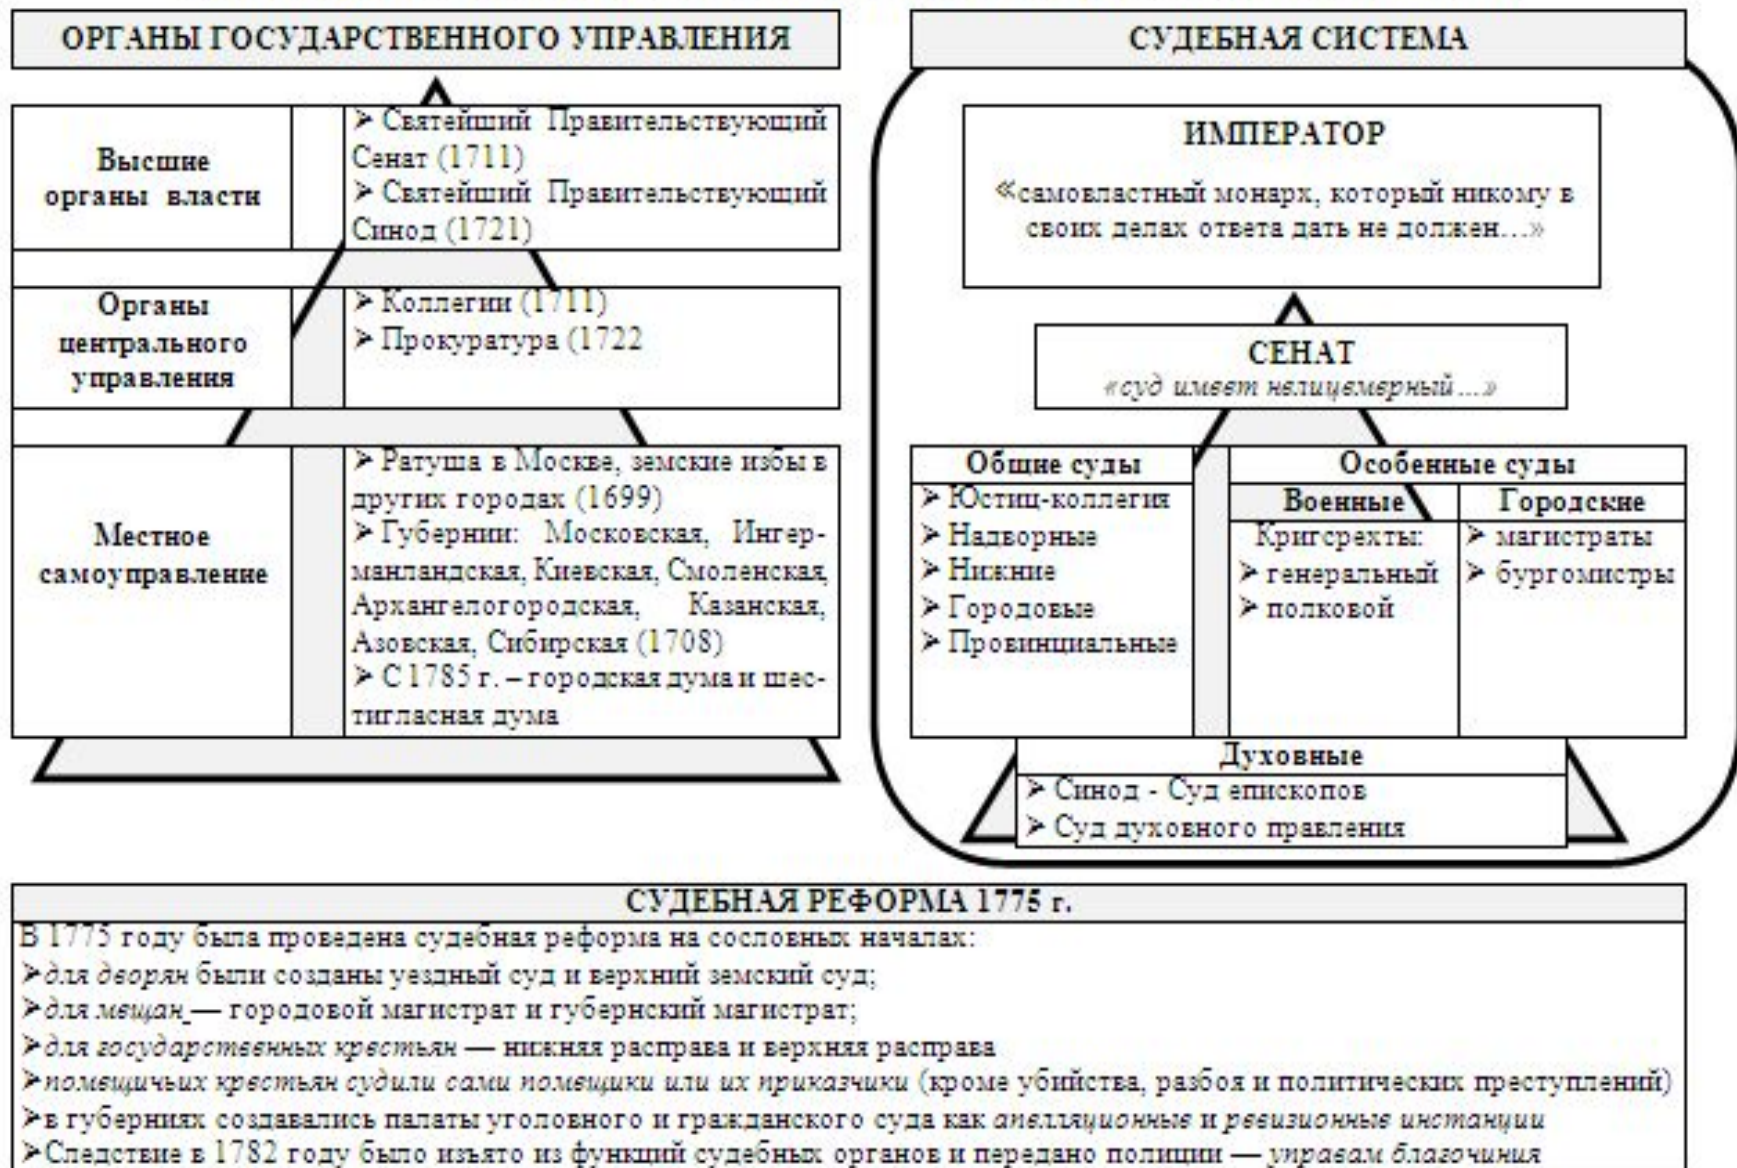 ОРГАНЫ ГОСУДАРСТВЕННОГО УПРАВЛЕНИЯ
Высшие
органы власти
➢ Святейший Правительствующий
Сенат (1711)
➢ Святейший Правительствующий
Синод (1721)
Органы
центрального
управления
➢ Коллегии (1711)
➢ Прокуратура (1722
Местное
самоуправление
➢ Ратуша в Москве, земские избы в
других городах (1699)
➢ Губернии: Московская, Ингер-
манландская, Киевская, Смоленская,
Архангелогородская, Казанская,
Азовская, Сибирская (1708)
➢ С 1785 г. – городская дума и шес-
тигласная дума
СУДЕБНАЯ СИСТЕМА
ИМПЕРАТОР
«самовластный монарх, который никому в
своих делах ответа дать не должен…»
СЕНАТ
«суд имеет нелицемерный…»
Общие суды
➢ Юстиц-коллегия
➢ Надворные
➢ Нижние
➢ Городовые
➢ Провинциальные
Особенные суды
Военные
Кригсрехты:
➢ генеральный
➢ полковой
Городские
➢ магистраты
➢ бургомистры
Духовные
➢ Синод - Суд епископов
➢ Суд духовного правления
СУДЕБНАЯ РЕФОРМА 1775 г.
В 1775 году была проведена судебная реформа на сословных началах:
➢для дворян были созданы уездный суд и верхний земский суд;
➢для мещан — городовой магистрат и губернский магистрат;
➢для государственных крестьян — нижняя расправа и верхняя расправа
➢помещичьих крестьян судили сами помещики или их приказчики (кроме убийства, разбоя и политических преступлений)
➢в губерниях создавались палаты уголовного и гражданского суда как апелляционные и ревизионные инстанции
➢Следствие в 1782 году было изъято из функций судебных органов и передано полиции — управам благочиния